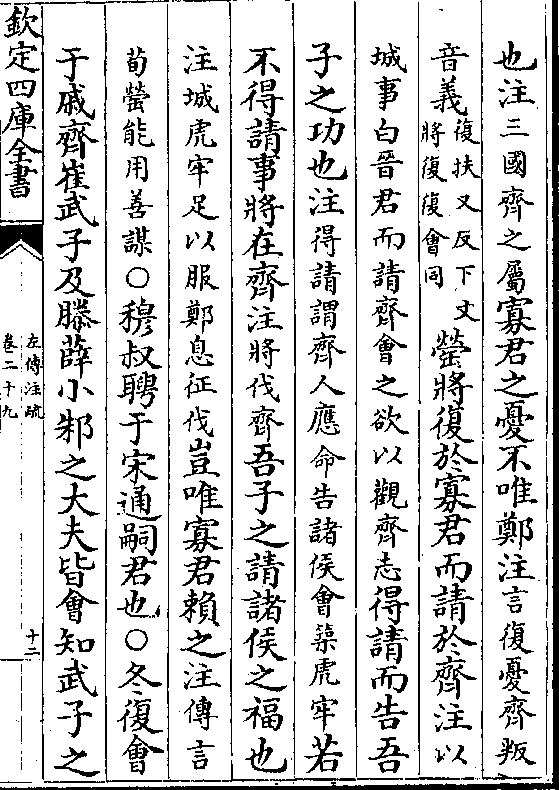 也注三國齊之屬寡君之憂不唯鄭注言復憂齊叛
音義復扶又反下文將復復會同罃將復於寡君而請於齊注以
城事白晉君而請齊會之欲以觀齊志得請而告吾
子之功也注得請謂齊人應命告諸侯會築虎牢若
不得請事將在齊注將伐齊吾子之請諸侯之福也
注城虎牢足以服鄭息征伐豈唯寡君賴之注傳言
荀罃能用善謀○穆叔聘于宋通嗣君也○冬復會
于戚齊崔武子及滕薛小邾之大夫皆會知武子之
欽定四庫全書
左傳注疏
卷二十九
十二